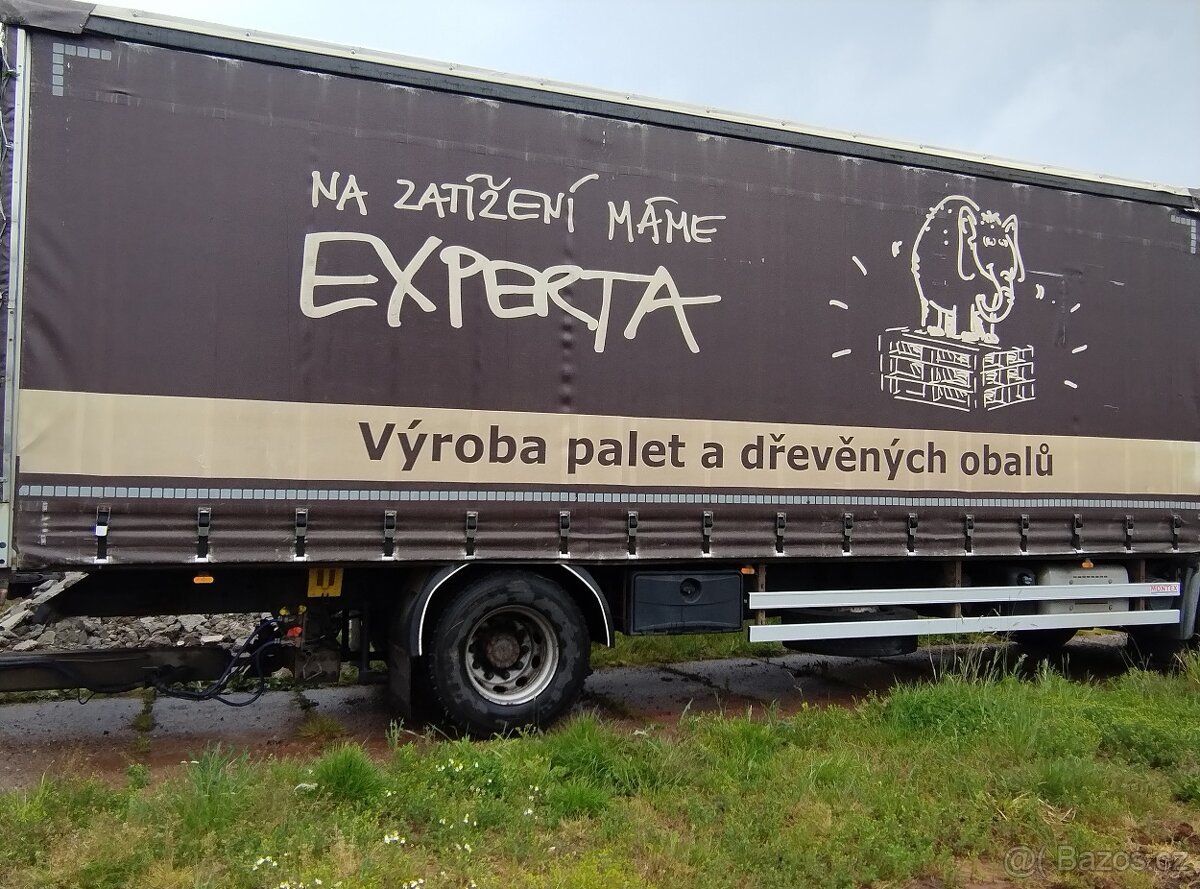 NA ZATÍŽENÍ MÁME
EXPERTA
Výroba palet a dřevěných obalů
MONTEX
@( Bazos.cz